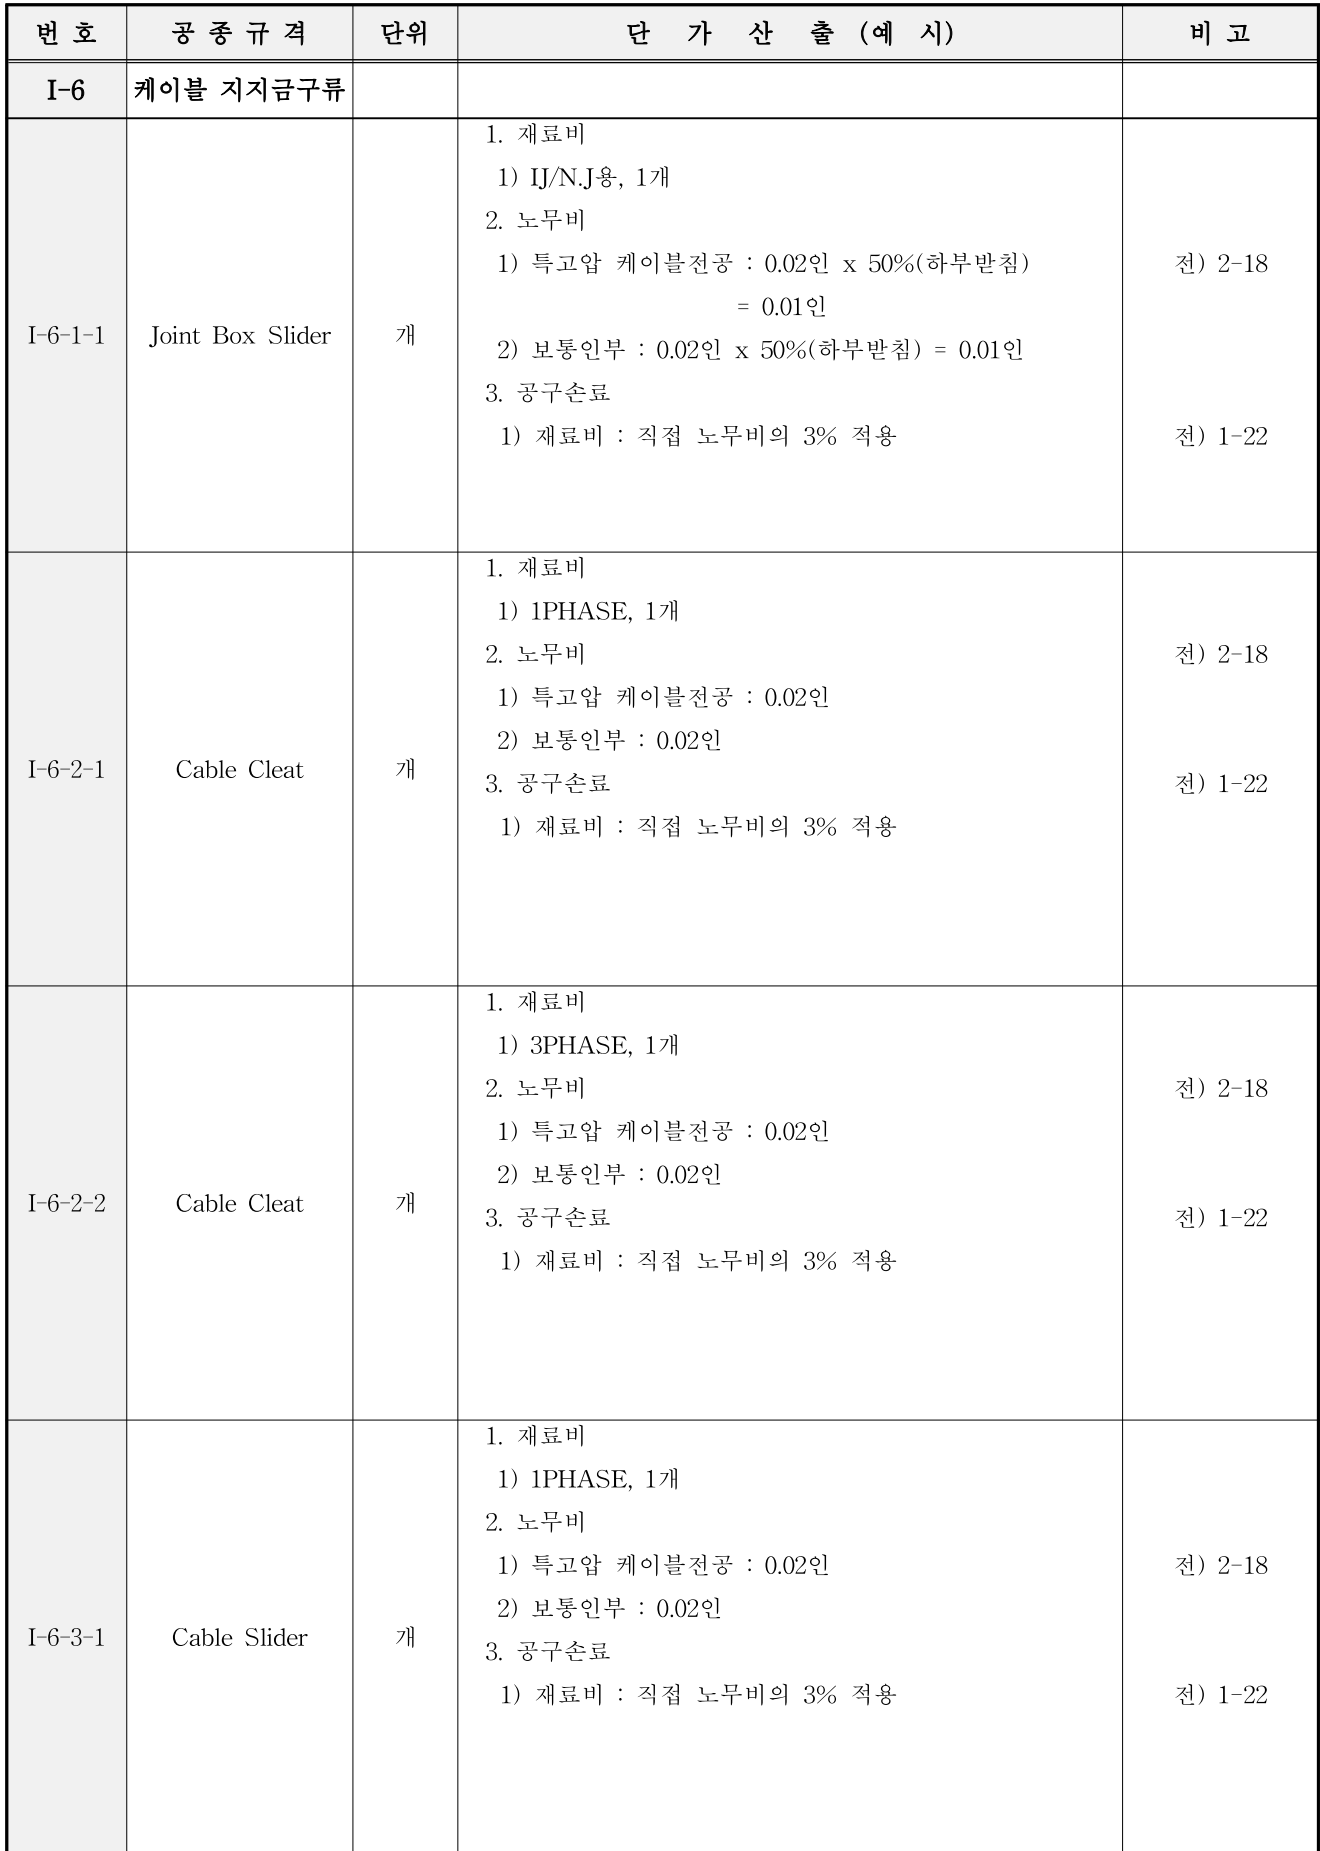 번 호 공 종 규 격 단위 단 가 산 출 (예 시) 비 고
I-6 케이블 지지금구류
1. 재료비
1) IJ/N.J용, 1개
2. 노무비
1) 특고압 케이블전공 : 0.02인 x 50%(하부받침) 전) 2-18
= 0.01인
I-6-1-1 Joint Box Slider 개
2) 보통인부 : 0.02인 x 50%(하부받침) = 0.01인
3. 공구손료
1) 재료비 : 직접 노무비의 3% 적용 전) 1-22
1. 재료비
1) 1PHASE, 1개
2. 노무비 전) 2-18
1) 특고압 케이블전공 : 0.02인
2) 보통인부 : 0.02인
I-6-2-1 Cable Cleat 개
3. 공구손료 전) 1-22
1) 재료비 : 직접 노무비의 3% 적용
1. 재료비
1) 3PHASE, 1개
2. 노무비 전) 2-18
1) 특고압 케이블전공 : 0.02인
2) 보통인부 : 0.02인
I-6-2-2 Cable Cleat 개
3. 공구손료 전) 1-22
1) 재료비 : 직접 노무비의 3% 적용
1. 재료비
1) 1PHASE, 1개
2. 노무비
1) 특고압 케이블전공 : 0.02인 전) 2-18
2) 보통인부 : 0.02인
I-6-3-1 Cable Slider 개
3. 공구손료
1) 재료비 : 직접 노무비의 3% 적용 전) 1-22